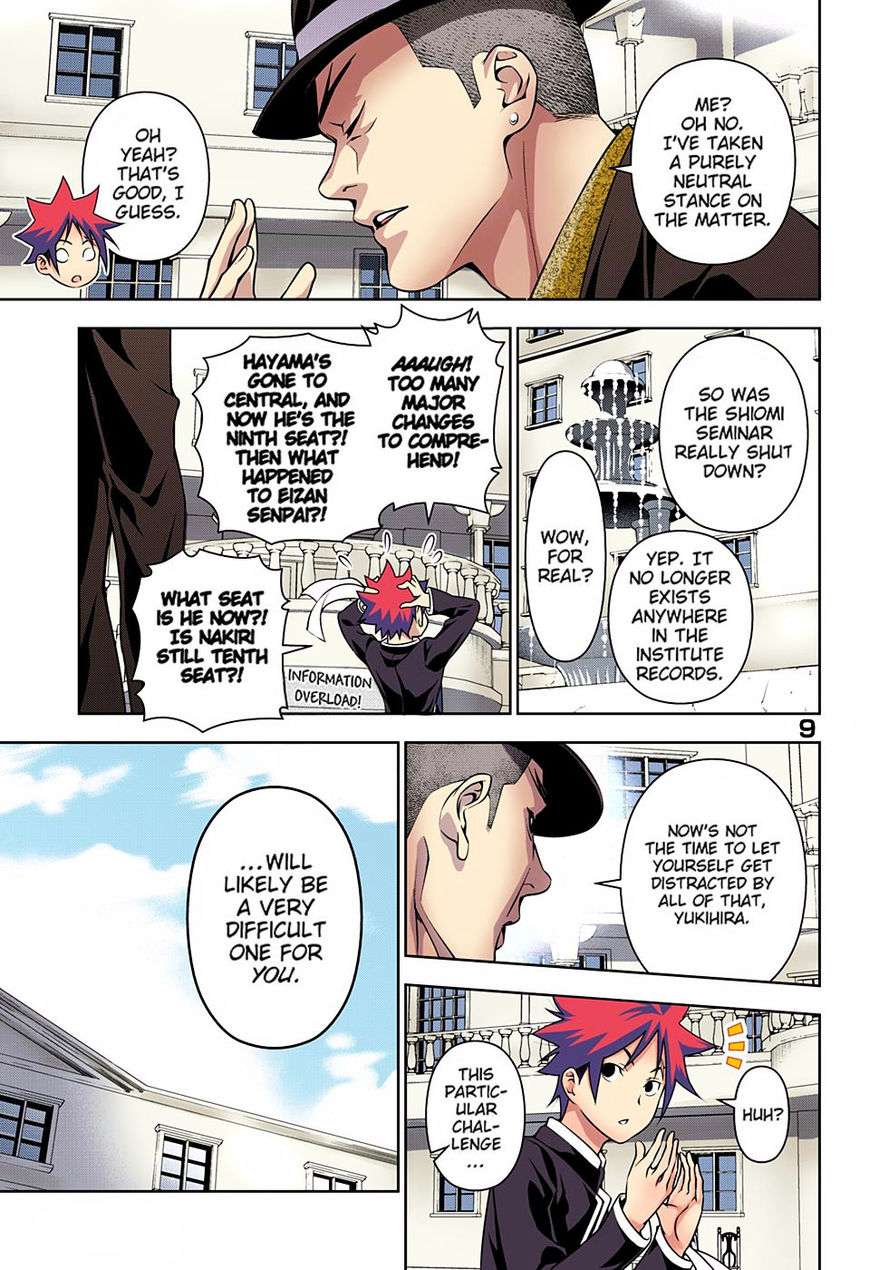 ME?
OH NO.
I'VE TAKEN
A PURELY
NEUTRAL
STANCE ON
THE MATTER.
OH
YEAH?
THAT'S
GOOD, I
GUESS.
SO WAS
THE SHIOMI
SEMINAR
REALLY SHUT
DOWN?
YEP. IT
NO LONGER
EXISTS
ANYWHERE
IN THE
INSTITUTE
RECORDS.
WOW,
FOR
REAL?
AAAUGH!
TOO MANY
MAJOR
CHANGES
TO COMPRE-
HEND!
HAYAMA'S
GONE TO
CENTRAL, AND
NOW HE'S THE
NINTH SEAT?!
THEN WHAT
HAPPENED
TO EIZAN
SENPAI?!
WHAT SEAT
IS HE NOW?!
IS NAKIRI
STILL TENTH
SEAT?!
INFORMATION
OVERLOAD!
9
NOW'S NOT
THE TIME TO LET
YOURSELF GET
DISTRACTED BY
ALL OF THAT,
YUKIHIRA.
HUH?
THIS
PARTIC-
ULAR
CHAL-
LENGE
...
...WILL
LIKELY BE
A VERY
DIFFICULT
ONE FOR
YOU.